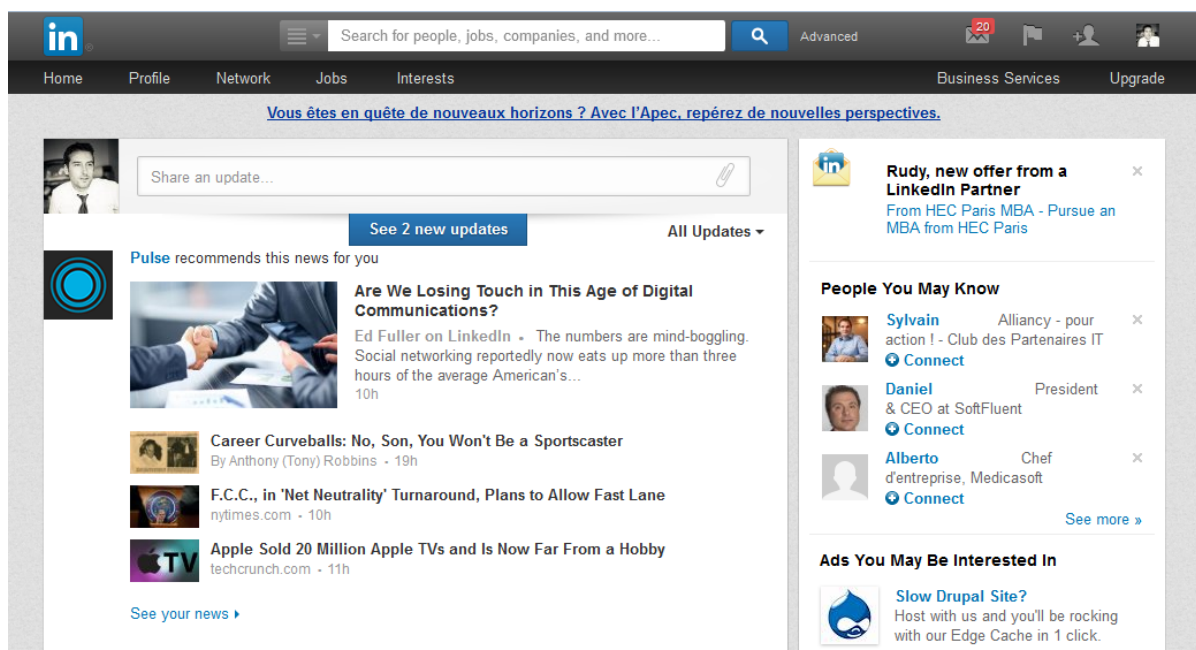 in
Search for people, jobs, companies, and more...
Advanced
20
Home Profile Network Jobs Interests Business Services Upgrade
Vous êtes en quête de nouveaux horizons ? Avec l'Apec, repérez de nouvelles perspectives.
Share an update...
See 2 new updates
All Updates
Pulse recommends this news for you
Are We Losing Touch in This Age of Digital
Communications?
Ed Fuller on LinkedIn • The numbers are mind-boggling.
Social networking reportedly now eats up more than three
hours of the average American's...
10h
Career Curveballs: No, Son, You Won't Be a Sportscaster
By Anthony (Tony) Robbins • 19h
F.C.C., in 'Net Neutrality' Turnaround, Plans to Allow Fast Lane
nytimes.com • 10h
TV
Apple Sold 20 Million Apple TVs and Is Now Far From a Hobby
techcrunch.com • 11h
See your news
in
Rudy, new offer from a
LinkedIn Partner
From HEC Paris MBA - Pursue an
MBA from HEC Paris
People You May Know
Sylvain Alliancy - pour
action ! - Club des Partenaires IT
Connect
Daniel President
& CEO at SoftFluent
Connect
Alberto Chef
d'entreprise, Medicasoft
Connect
See more »
Ads You May Be Interested In
Slow Drupal Site?
Host with us and you'll be rocking
with our Edge Cache in 1 click.